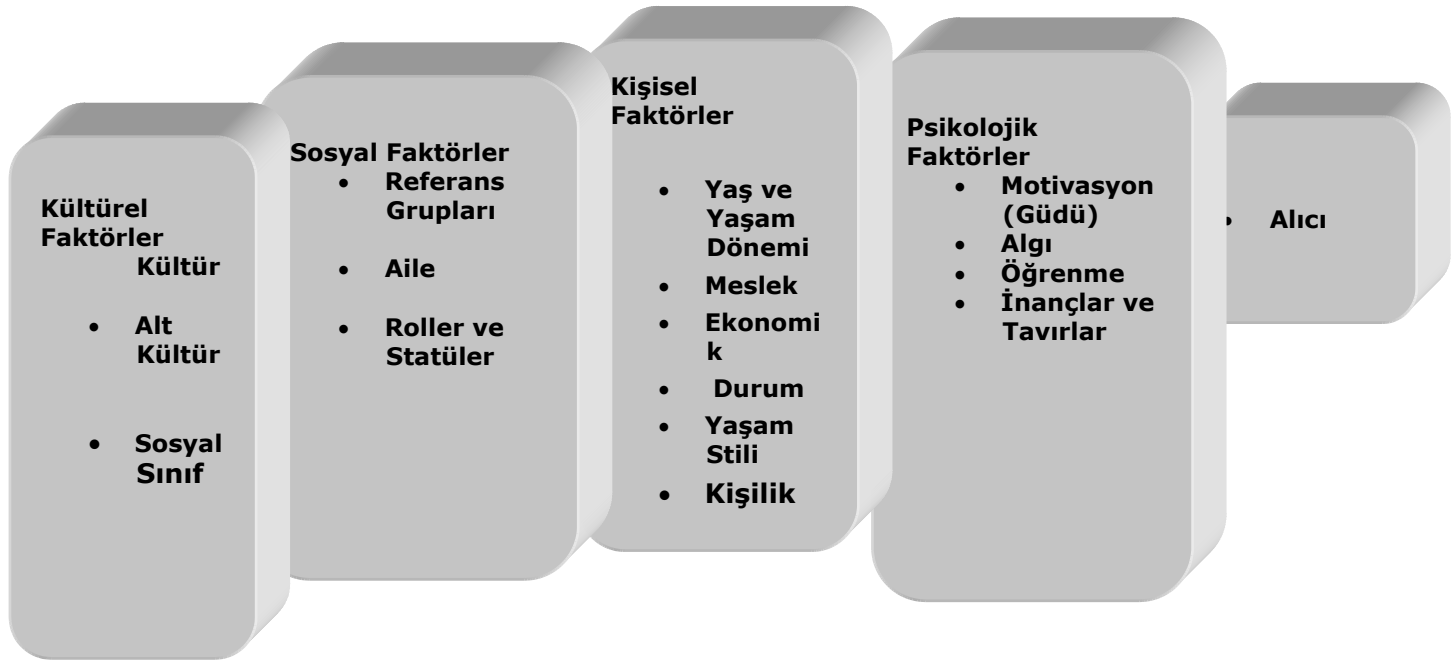 Kültürel
Faktörler
Kültür
• Alt
Kültür
• Sosyal
Sınıf
Sosyal Faktörler
• Referans
Grupları
• Aile
• Roller ve
Statüler
Kişisel
Faktörler
• Yaş ve
Yaşam
Dönemi
• Meslek
• Ekonomi
k
• Durum
• Yaşam
Stili
• Kişilik
Psikolojik
Faktörler
• Motivasyon
(Güdü)
• Algı
• Öğrenme
• İnançlar ve
Tavırlar
• Alıcı